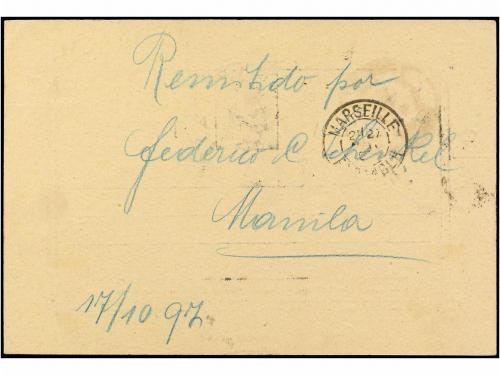 Remitido por
MARSEILLE
federico C
Manila
17/10 97